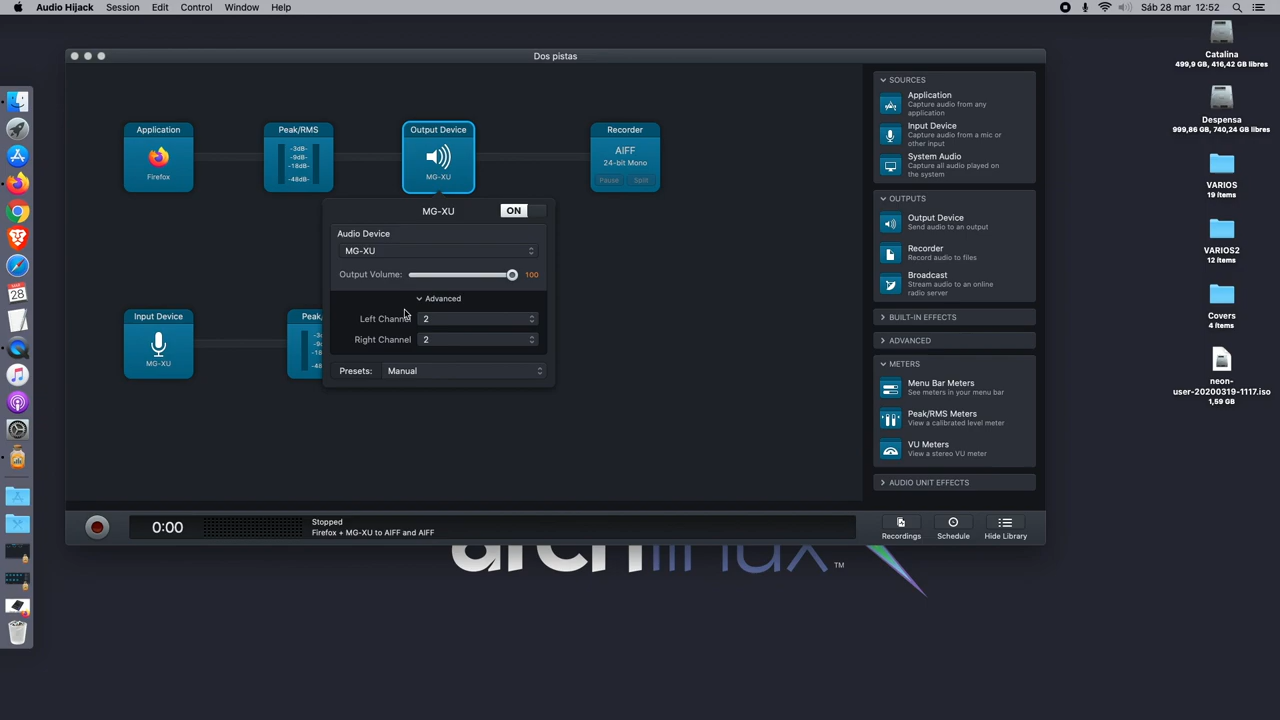 Audio Hijack Session Edit Control Window Help
Sáb 28 mar 12:52
Dos pistas
Application
Firefox
Peak/RMS
-3dB-
-9dB-
-18dB-
-48dB-
Output Device
MG-XU
Recorder
AIFF
24-bit Mono
Pause Split
MG-XU ON
Audio Device
MG-XU
Output Volume: 100
Advanced
Left Channel 2
Right Channel 2
Presets: Manual
Input Device
MG-XU
Peak/
-3
-9
-18
-48
SOURCES
Application
Capture audio from any
application
Input Device
Capture audio from a mic or
other input
System Audio
Capture all audio played on
the system
OUTPUTS
Output Device
Send audio to an output
Recorder
Record audio to files
Broadcast
Stream audio to an online
radio server
BUILT-IN EFFECTS
ADVANCED
METERS
Menu Bar Meters
See meters in your menu bar
Peak/RMS Meters
View a calibrated level meter
VU Meters
View a stereo VU meter
AUDIO UNIT EFFECTS
0:00
Stopped
Firefox + MG-XU to AIFF and AIFF
Recordings
Schedule
Hide Library
Catalina
499,9 GB, 416,42 GB libres
Despensa
999,86 GB, 740,24 GB libres
VARIOS
19 ítems
VARIOS2
12 ítems
Covers
4 ítems
neon-
user-20200319-1117.iso
1,59 GB
28
archlinux
TM